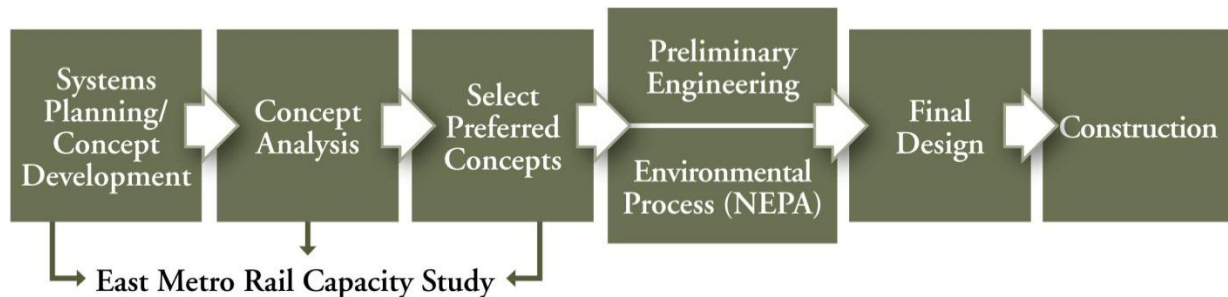 Systems
Planning/
Concept
Development
Concept
Analysis
Select
Preferred
Concepts
Preliminary
Engineering
Environmental
Process (NEPA)
Final
Design
Construction
East Metro Rail Capacity Study